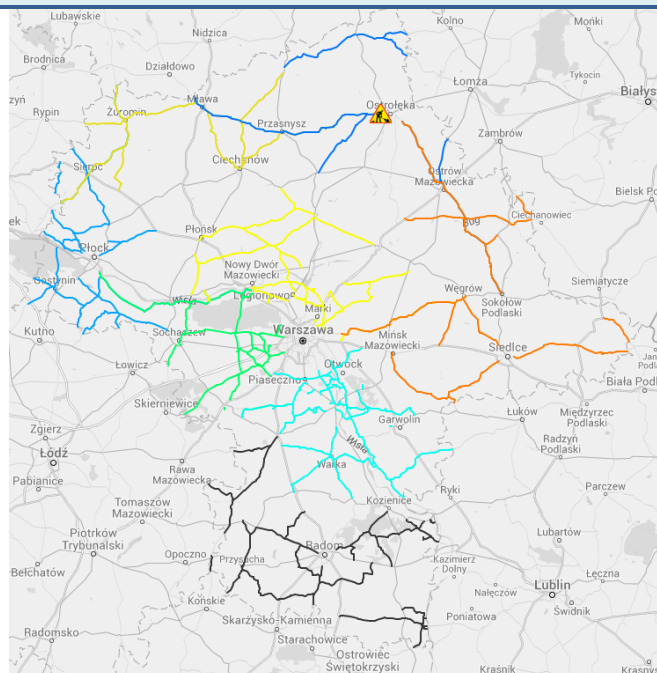 Lubawskie
Nidzica
Kolno
Mońki
Brodnica
Działdowo
Łomża
Tykocin
Białys
Rypin
Żuromin
Mława
Ostrołęka
Przasnysz
Zambrów
Ciechanów
Sierpc
Ostrów
Mazowiecka
Bielsk Po
Ciechanowiec
Płońsk
Bug
Płock
Nowy Dwór
Mazowiecki
Siemiatycze
Gostynin
Węgrów
Legionowo
Wisła
Sokołów
Podlaski
Marki
Kutno
Sochaczew
Warszawa
Mińsk
Mazowiecki
Siedlce
Łowicz
Otwock
Piaseczno
Biała Podl
Skierniewice
Łuków
Międzyrzec
Podlaski
Garwolin
Zgierz
Wisła
Radzyń
Podlaski
Łódź
Rawa
Mazowiecka
Warka
Pabianice
Ryki
Parczew
Kozienice
Tomaszów
Mazowiecki
Piotrków
Trybunalski
Lubartów
Radom
Opoczno
Przysucha
Kazimierz
Dolny
Bełchatów
Łęczna
Lublin
Nałęczów
Końskie
Świdnik
Poniatowa
Skarżysko-Kamienna
Radomsko
Starachowice
Ostrowiec
Świętokrzyski
Kraśnik